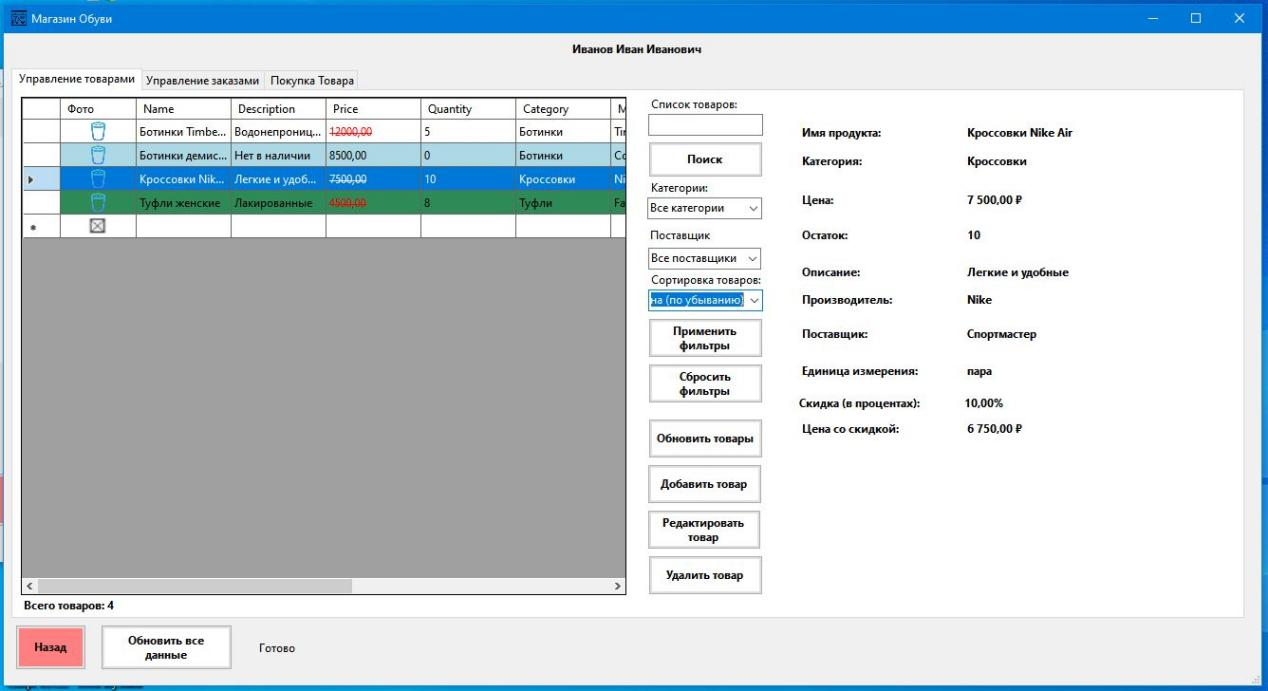 Магазин Обуви
Иванов Иван Иванович
Управление товарами Управление заказами Покупка Товара
Фото Name Description Price Quantity Category M
Ботинки Timbe... Водонепрониц... 12000,00 5 Ботинки Tir
Ботинки демис... Нет в наличии 8500,00 0 Ботинки Co
Кроссовки Nik... Легкие и удоб... 7500,00 10 Кроссовки Ni
Туфли женские Лакированные 4500,00 8 Туфли Fa
Всего товаров: 4
Список товаров:
Поиск
Категории:
Все категории
Поставщик
Все поставщики
Сортировка товаров:
на (по убыванию)
Применить
фильтры
Сбросить
фильтры
Обновить товары
Добавить товар
Редактировать
товар
Удалить товар
Имя продукта: Кроссовки Nike Air
Категория: Кроссовки
Цена: 7 500,00 ₽
Остаток: 10
Описание: Легкие и удобные
Производитель: Nike
Поставщик: Спортмастер
Единица измерения: пара
Скидка (в процентах): 10,00%
Цена со скидкой: 6 750,00 ₽
Назад
Обновить все
данные
Готово